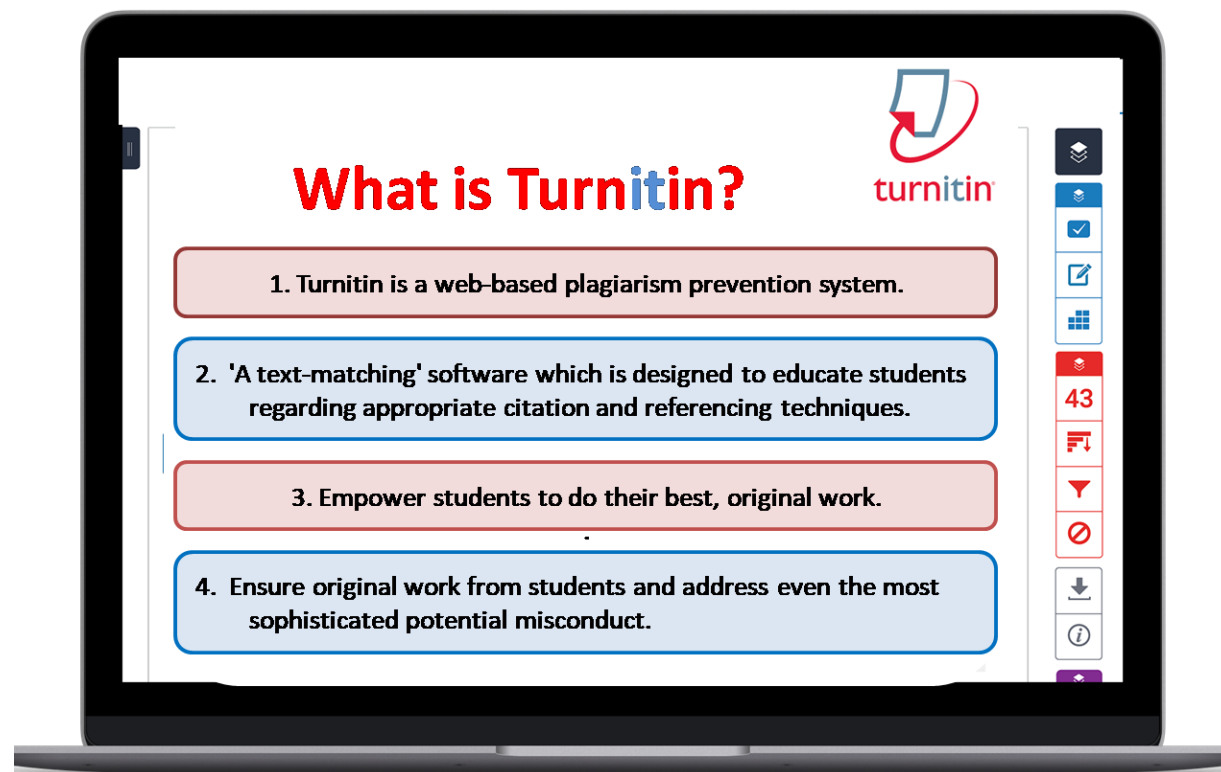 turnitin
What is Turnitin?
1. Turnitin is a web-based plagiarism prevention system.
2. 'A text-matching' software which is designed to educate students
regarding appropriate citation and referencing techniques.
43
3. Empower students to do their best, original work.
4. Ensure original work from students and address even the most
sophisticated potential misconduct.